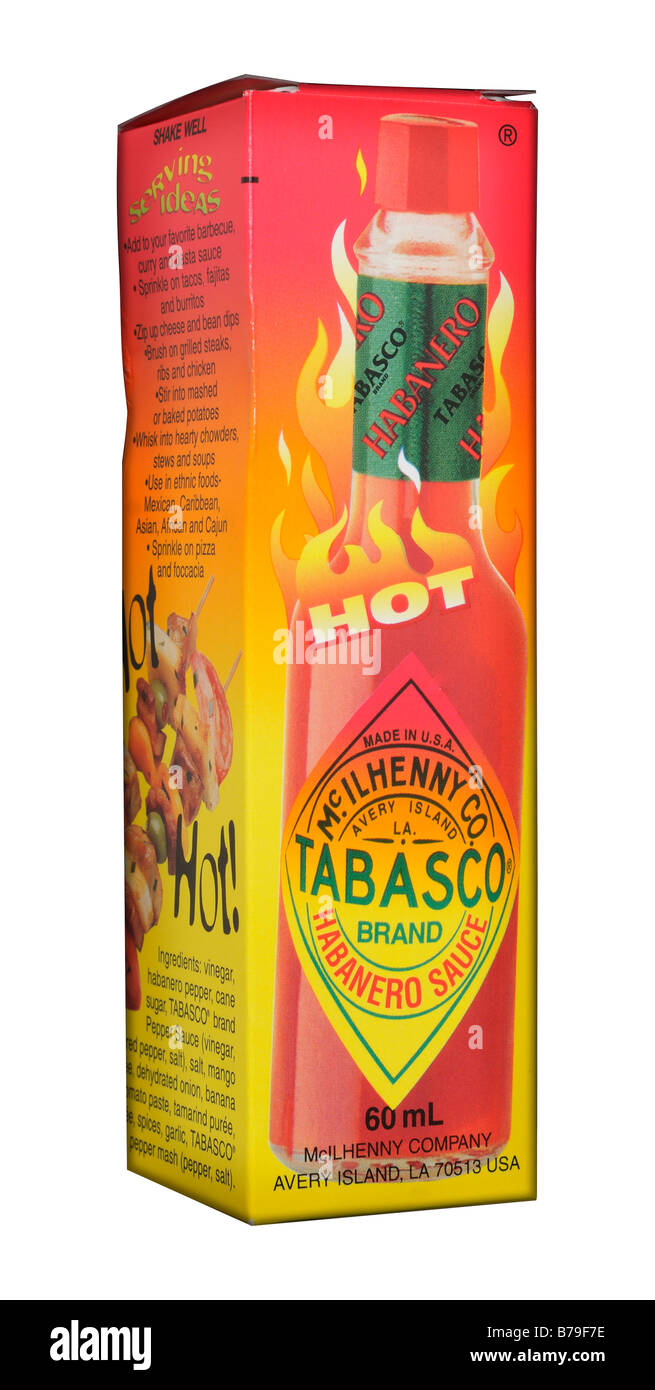 SHAKE WELL
Serving
ideas
•Add to your favorite barbecue,
curry and pasta sauce
• Sprinkle on tacos, fajitas
and burritos
•Zip up cheese and bean dips
•Brush on grilled steaks,
ribs and chicken
•Stir into mashed
or baked potatoes
•Whisk into hearty chowders,
stews and soups
•Use in ethnic foods-
Mexican, Caribbean,
Asian, African and Cajun
• Sprinkle on pizza
and foccacia
Hot!
Ingredients: vinegar,
habanero pepper, cane
sugar, TABASCO® brand
Pepper Sauce (vinegar,
red pepper, salt), salt, mango
dehydrated onion, banana
tomato paste, tamarind purée,
spices, garlic, TABASCO®
pepper mash (pepper, salt).
®
TABASCO®
BRAND
HABANERO
TABASCO
HOT
MADE IN U.S.A.
McILHENNY CO.
AVERY ISLAND
LA.
TABASCO®
BRAND
HABANERO SAUCE
60 mL
McILHENNY COMPANY
AVERY ISLAND, LA 70513 USA
alamy
Image ID: B79F7E
www.alamy.com